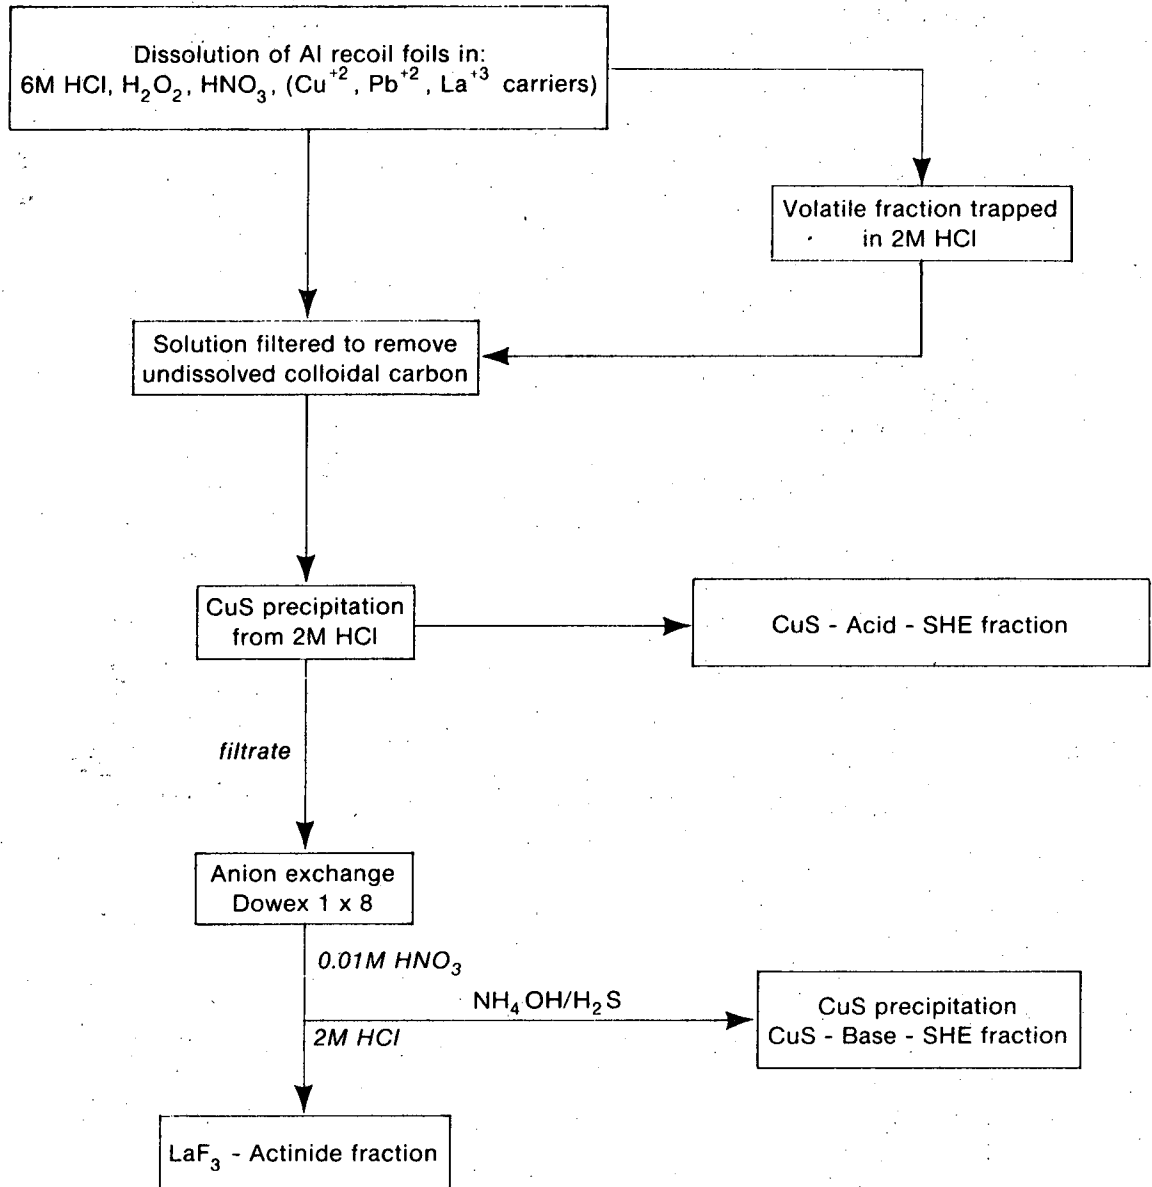 Dissolution of Al recoil foils in:
6M HCl, H₂O₂, HNO₃, (Cu⁺², Pb⁺², La⁺³ carriers)
Volatile fraction trapped
in 2M HCl
Solution filtered to remove
undissolved colloidal carbon
CuS precipitation
from 2M HCl
CuS - Acid - SHE fraction
filtrate
Anion exchange
Dowex 1 x 8
0.01M HNO₃
NH₄OH/H₂S
2M HCl
CuS precipitation
CuS - Base - SHE fraction
LaF₃ - Actinide fraction